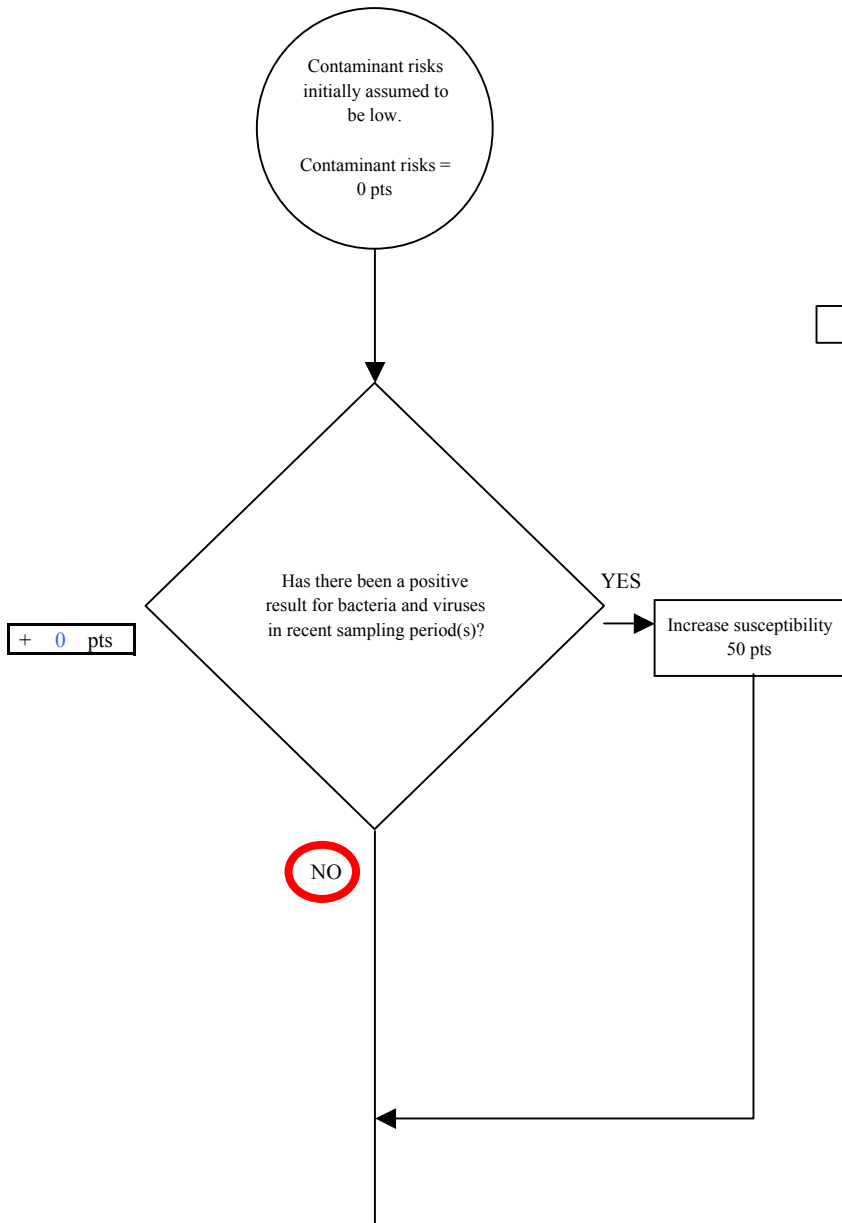 Contaminant risks
initially assumed to
be low.
Contaminant risks =
0 pts
Has there been a positive
result for bacteria and viruses
in recent sampling period(s)?
YES
+ 0 pts
Increase susceptibility
50 pts
NO